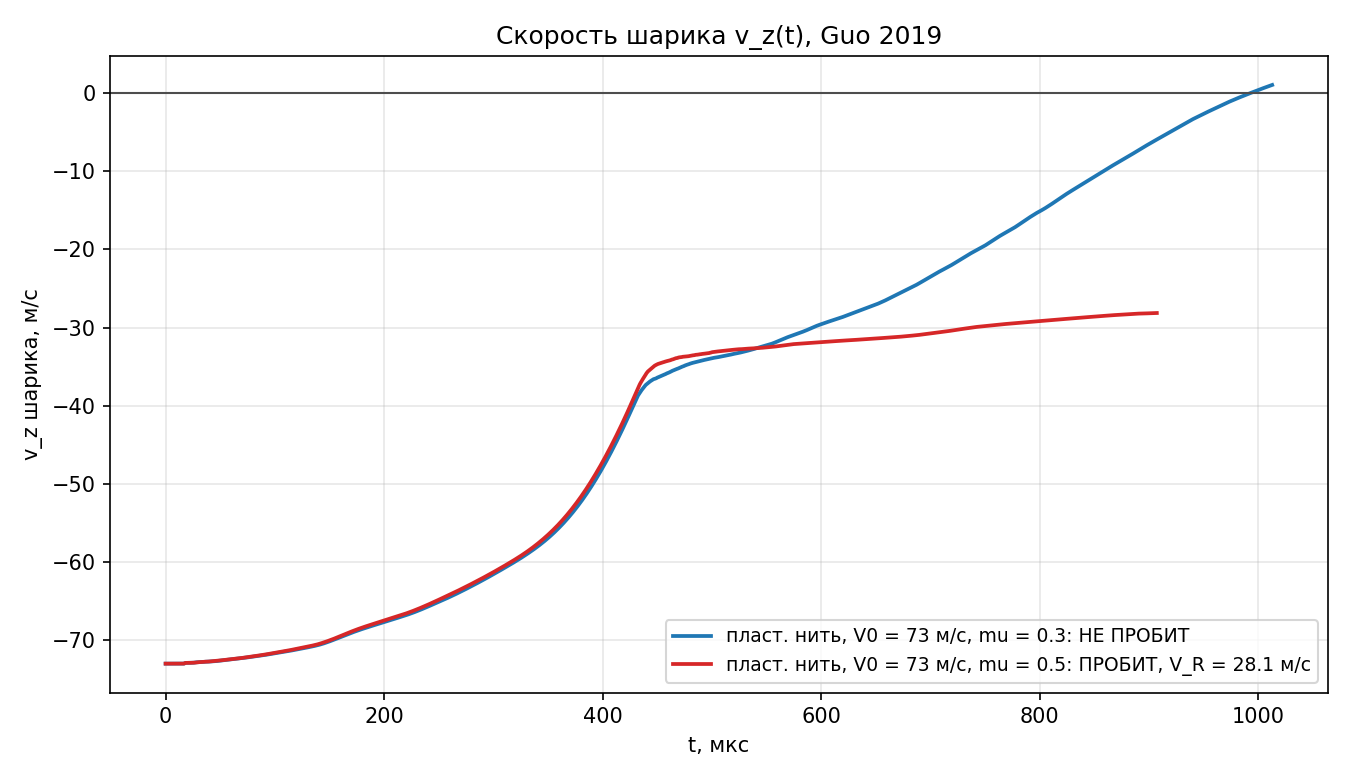 Скорость шарика v_z(t), Guo 2019
v_z шарика, м/с
0
−10
−20
−30
−40
−50
−60
−70
пласт. нить, V0 = 73 м/с, mu = 0.3: НЕ ПРОБИТ
пласт. нить, V0 = 73 м/с, mu = 0.5: ПРОБИТ, V_R = 28.1 м/с
0 200 400 600 800 1000
t, мкс